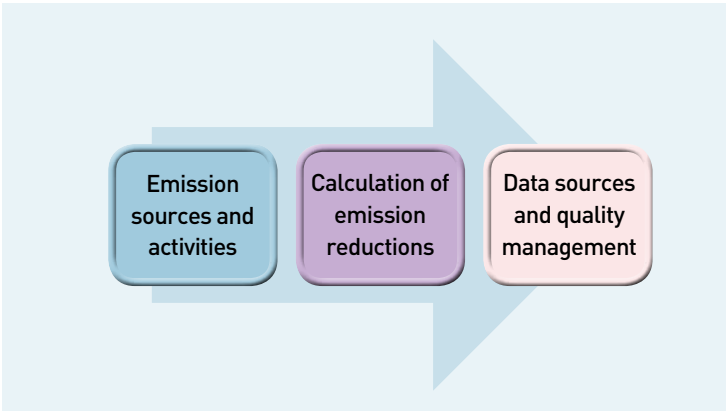 Emission
sources and
activities
Calculation of
emission
reductions
Data sources
and quality
management